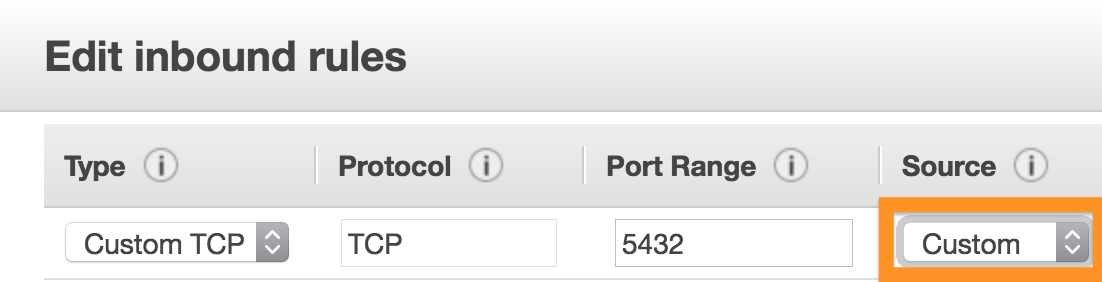 Edit inbound rules
Type i Protocol i Port Range i Source i
Custom TCP TCP 5432 Custom